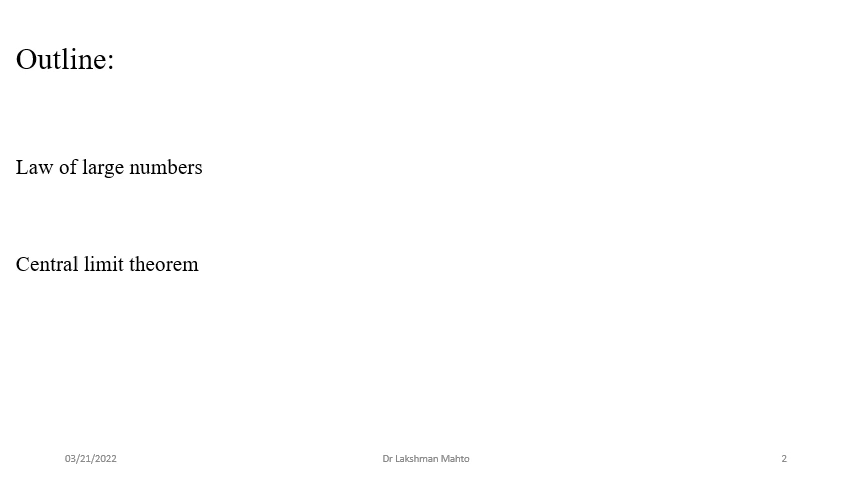 Outline:
Law of large numbers
Central limit theorem
03/21/2022 Dr Lakshman Mahto 2